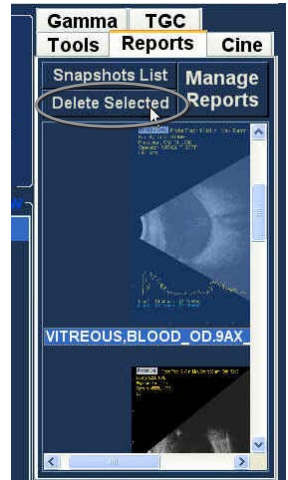 Gamma TGC
Tools Reports Cine
Snapshots List Manage Reports
Delete Selected
VITREOUS,BLOOD_OD.9AX_